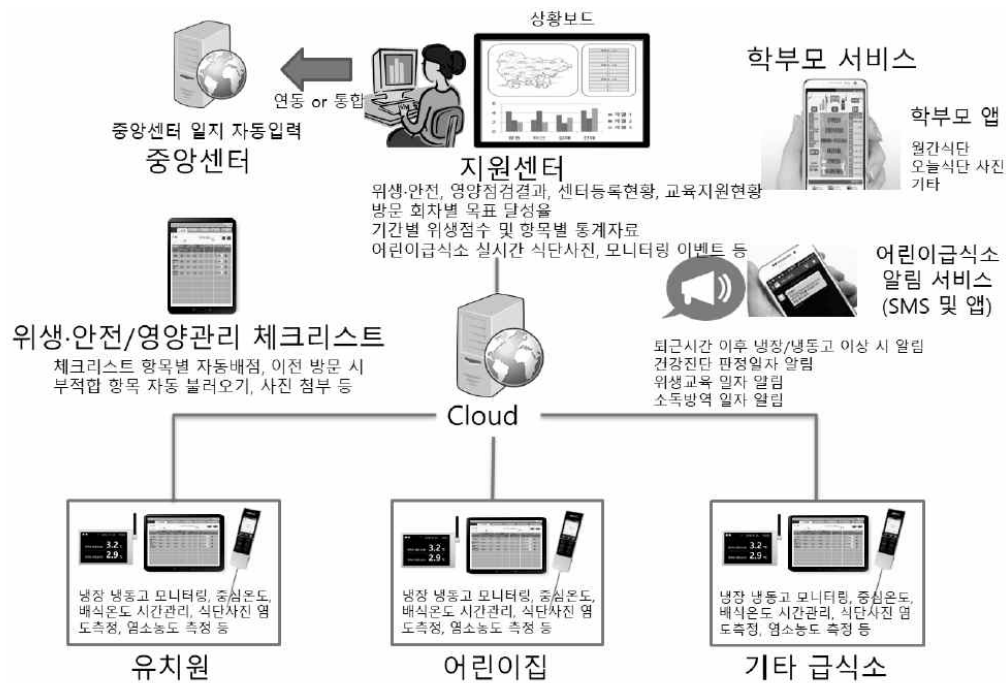 상황보드
연동 or 통합
중앙센터 일지 자동입력
중앙센터
지원센터
위생·안전, 영양점검결과, 센터등록현황, 교육지원현황
방문 회차별 목표 달성율
기간별 위생점수 및 항목별 통계자료
어린이급식소 실시간 식단사진, 모니터링 이벤트 등
학부모 서비스
학부모 앱
월간식단
오늘식단 사진
기타
어린이급식소
알림 서비스
(SMS 및 앱)
퇴근시간 이후 냉장/냉동고 이상 시 알림
건강진단 판정일자 알림
위생교육 일자 알림
소독방역 일자 알림
위생·안전/영양관리 체크리스트
체크리스트 항목별 자동배점, 이전 방문 시
부적합 항목 자동 불러오기, 사진 첨부 등
Cloud
3.2
2.9
냉장 냉동고 모니터링, 중심온도,
배식온도 시간관리, 식단사진 염
도측정, 염소농도 측정 등
유치원
3.2
2.9
냉장 냉동고 모니터링, 중심온도,
배식온도 시간관리, 식단사진 염
도측정, 염소농도 측정 등
어린이집
3.2
2.9
냉장 냉동고 모니터링, 중심온도,
배식온도 시간관리, 식단사진 염
도측정, 염소농도 측정 등
기타 급식소